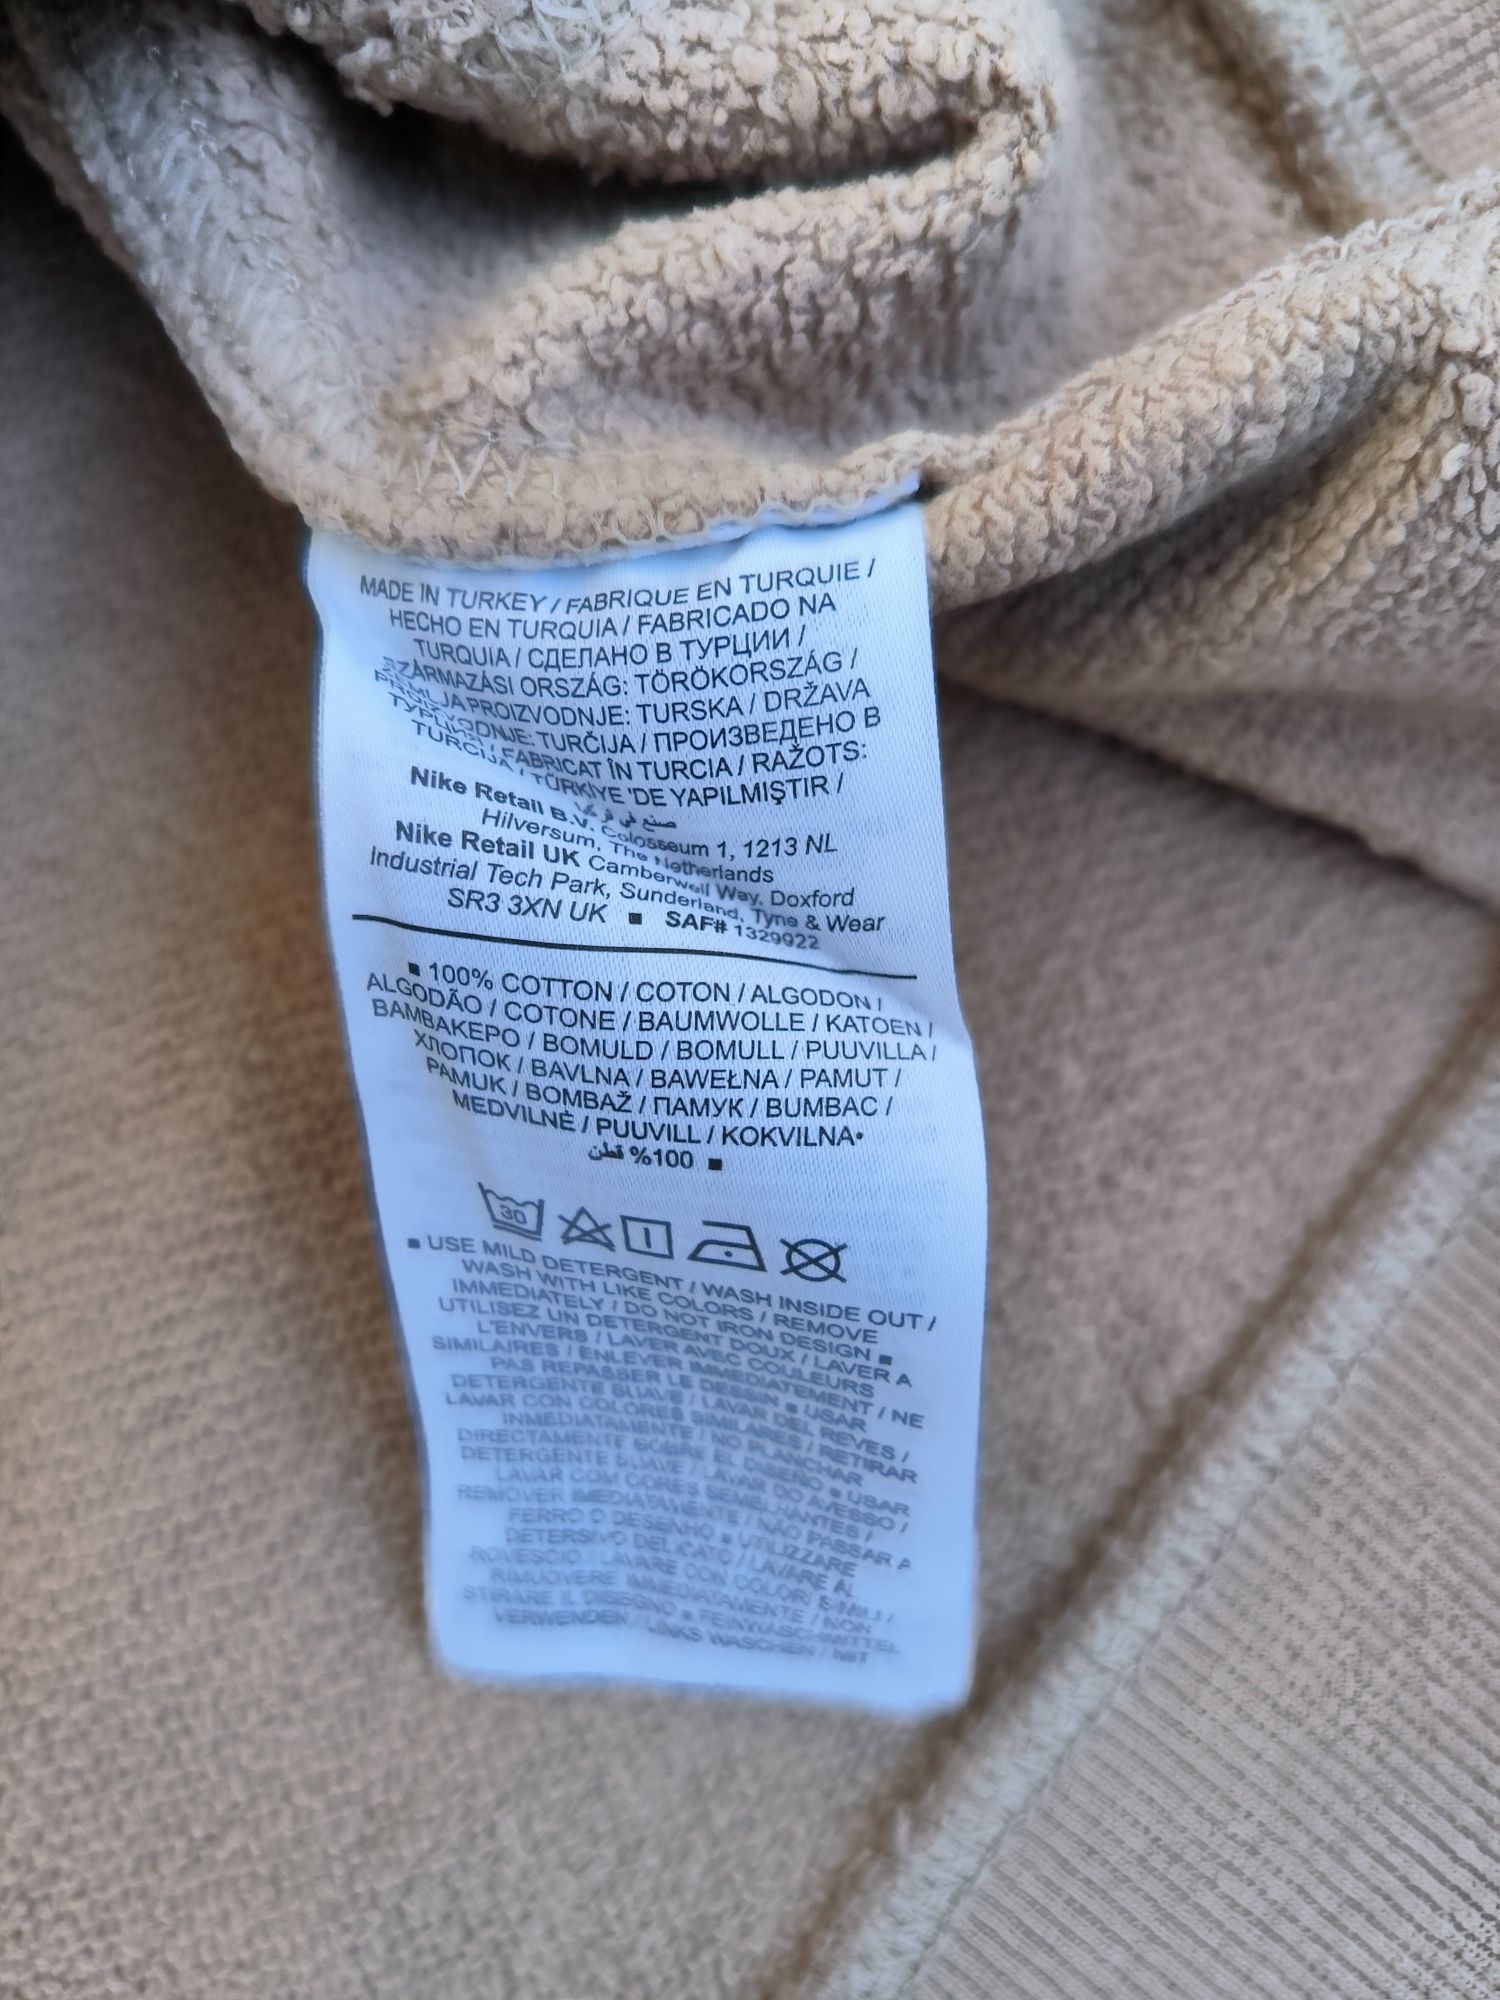 MADE IN TURKEY / FABRIQUE EN TURQUIE /
HECHO EN TURQUIA / FABRICADO NA
TURQUIA / СДЕЛАНО В ТУРЦИИ /
SZÁRMAZÁSI ORSZÁG: TÖRÖKORSZÁG /
PROIZVODNJE: TURSKA / DRŽAVA
PROIZVODNJE: TURČIJA / ПРОИЗВЕДЕНО В
FABRICAT ÎN TURCIA / RAŽOTS:
TURCIJA / TÜRKIYE 'DE YAPILMIŞTIR /
صنع في
Nike Retail B.V. Colosseum 1, 1213 NL
Hilversum, The Netherlands
Nike Retail UK Camberwell Way, Doxford
Industrial Tech Park, Sunderland, Tyne & Wear
SR3 3XN UK ▪ SAF# 1329922
▪ 100% COTTON / COTON / ALGODON /
ALGODÃO / COTONE / BAUMWOLLE / KATOEN /
BAMBAKEPO / BOMULD / BOMULL / PUUVILLA /
ХЛОПОК / BAVLNA / BAWEŁNA / PAMUT /
PAMUK / BOMBAŽ / ПАМУК / BUMBAC /
MEDVILNĖ / PUUVILL / KOKVILNA•
100% قطن ▪
30
▪ USE MILD DETERGENT / WASH INSIDE OUT /
WASH WITH LIKE COLORS / REMOVE
IMMEDIATELY / DO NOT IRON DESIGN ▪
UTILISEZ UN DETERGENT DOUX / LAVER A
L'ENVERS / LAVER AVEC COULEURS
SIMILAIRES / ENLEVER IMMEDIATEMENT / NE
PAS REPASSER LE DESSIN ▪ USAR
DETERGENTE SUAVE / LAVAR DEL REVES /
LAVAR CON COLORES SIMILARES / RETIRAR
INMEDIATAMENTE / NO PLANCHAR
DIRECTAMENTE SOBRE EL DISEÑO ▪ USAR
DETERGENTE SUAVE / LAVAR DO AVESSO /
LAVAR COM CORES SEMELHANTES /
REMOVER IMEDIATAMENTE / NÃO PASSAR A
FERRO O DESENHO ▪ UTILIZZARE
DETERSIVO DELICATO / LAVARE AL
ROVESCIO / LAVARE CON COLORI SIMILI /
RIMUOVERE IMMEDIATAMENTE / NON
STIRARE IL DISEGNO ▪ FEINWASCHMITTEL
VERWENDEN / LINKS WASCHEN / MIT